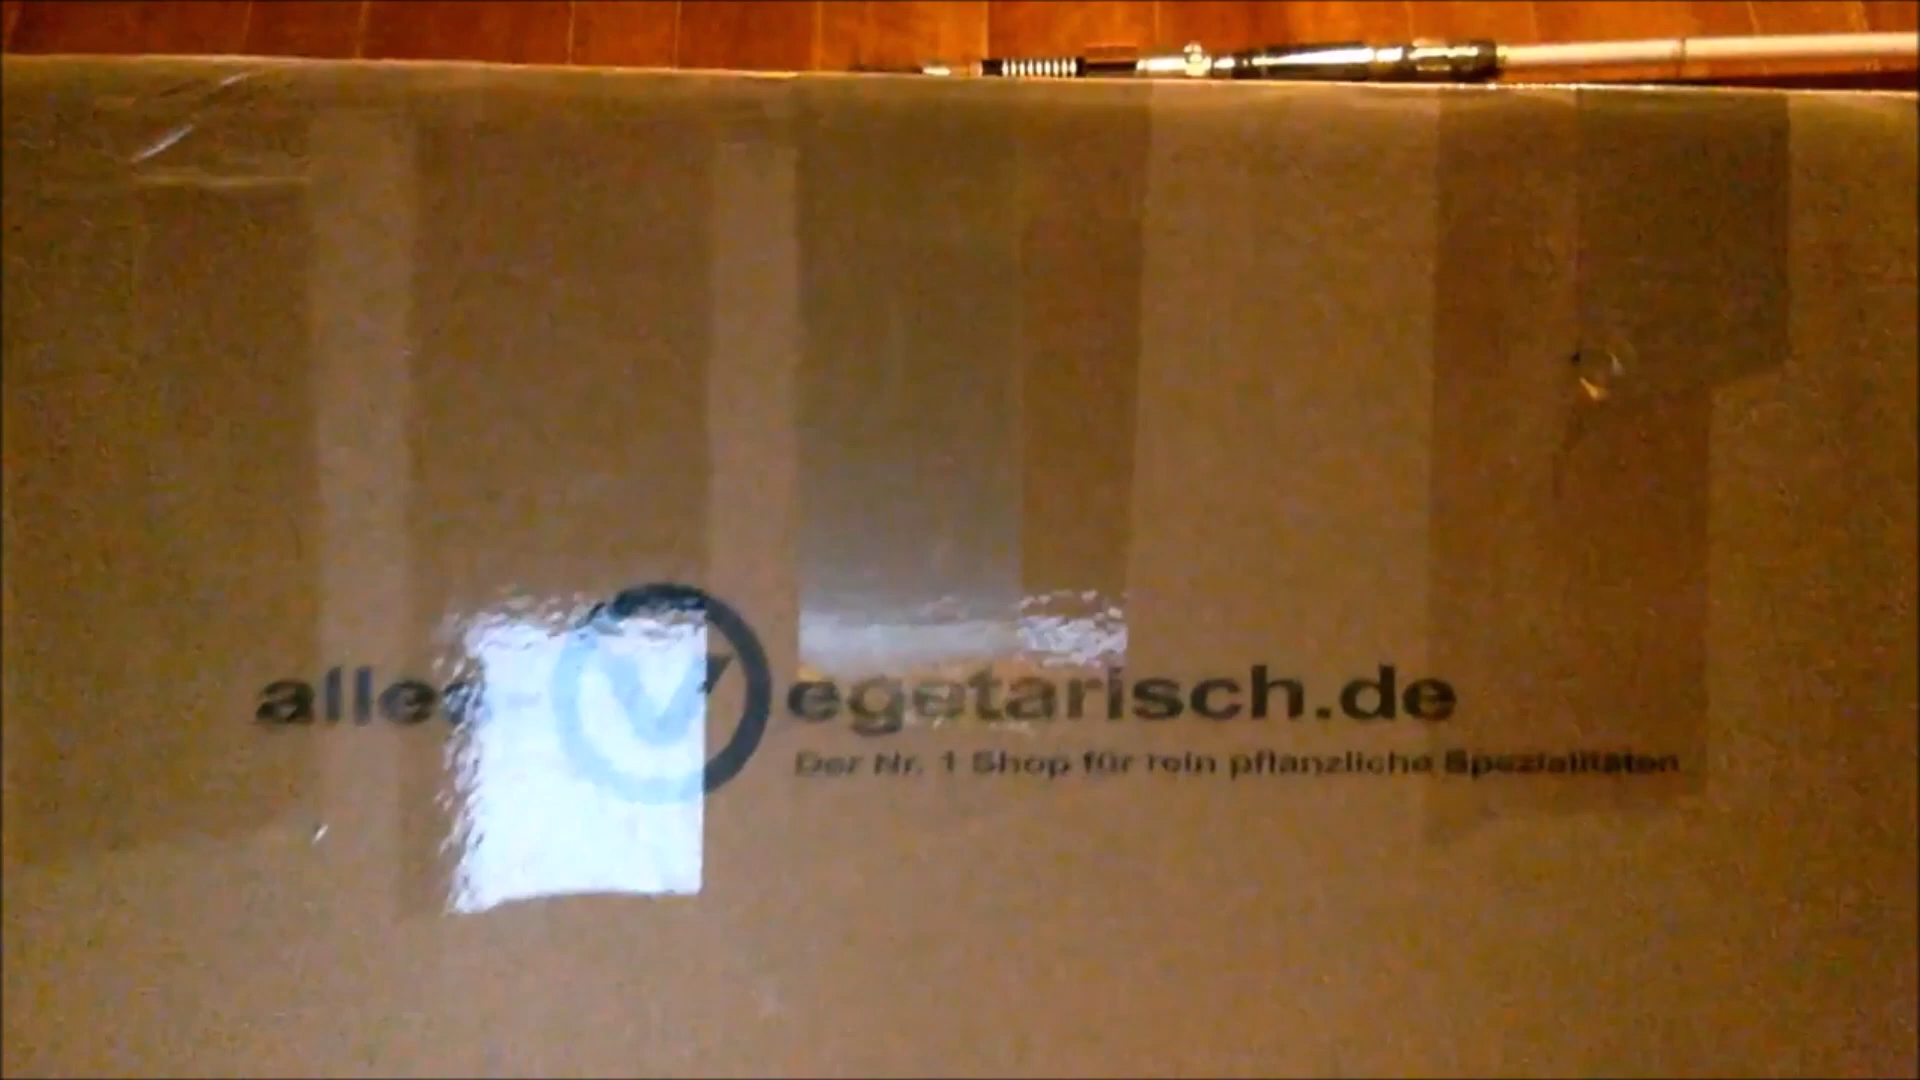 alles-Vegetarisch.de
Der Nr. 1 Shop für rein pflanzliche Spezialitäten